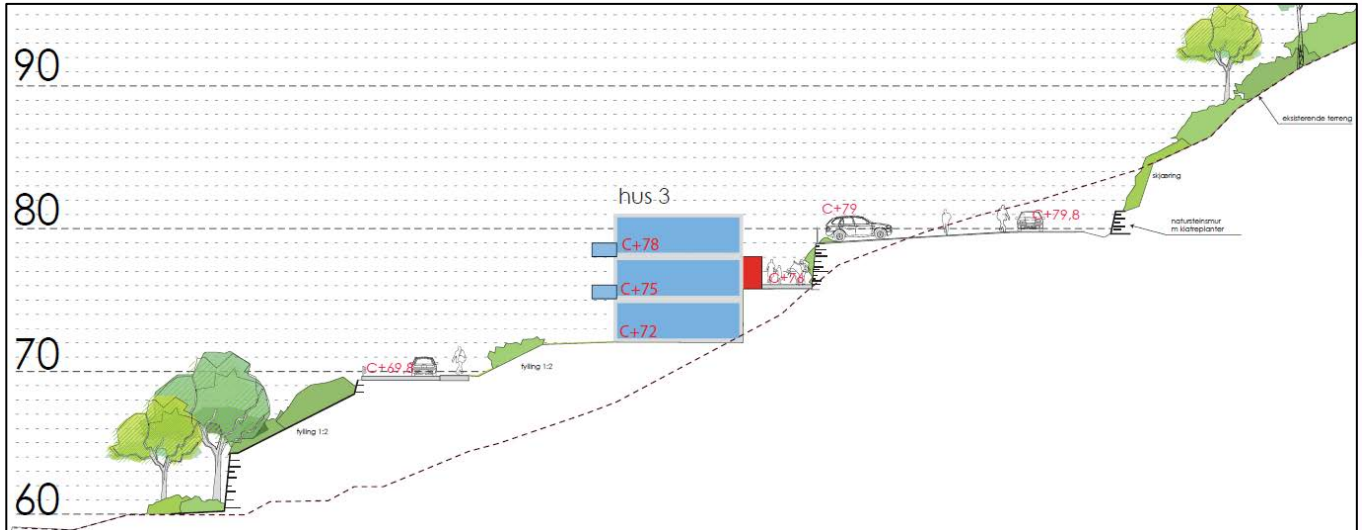 90
eksisterende terreng
skjæring
80
hus 3
C+79
C+79,8
natursteinsmur
m klatreplanter
C+78
C+76
C+75
C+72
70
C+69,8
fylling 1:2
fylling 1:2
60